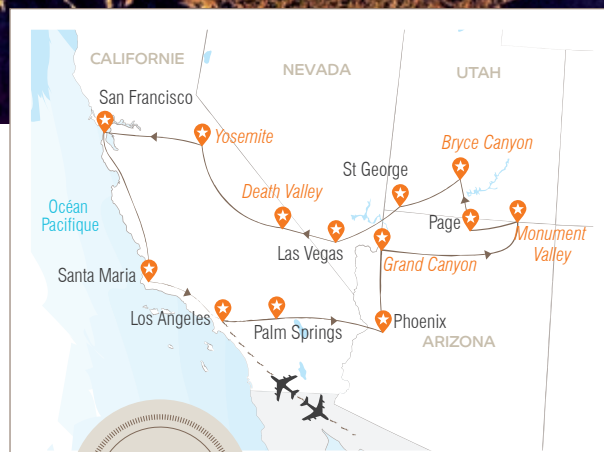 CALIFORNIE
NEVADA
UTAH
San Francisco
Yosemite
Bryce Canyon
St George
Death Valley
Océan
Pacifique
Page
Monument
Valley
Las Vegas
Grand Canyon
Santa Maria
Los Angeles
Palm Springs
Phoenix
ARIZONA